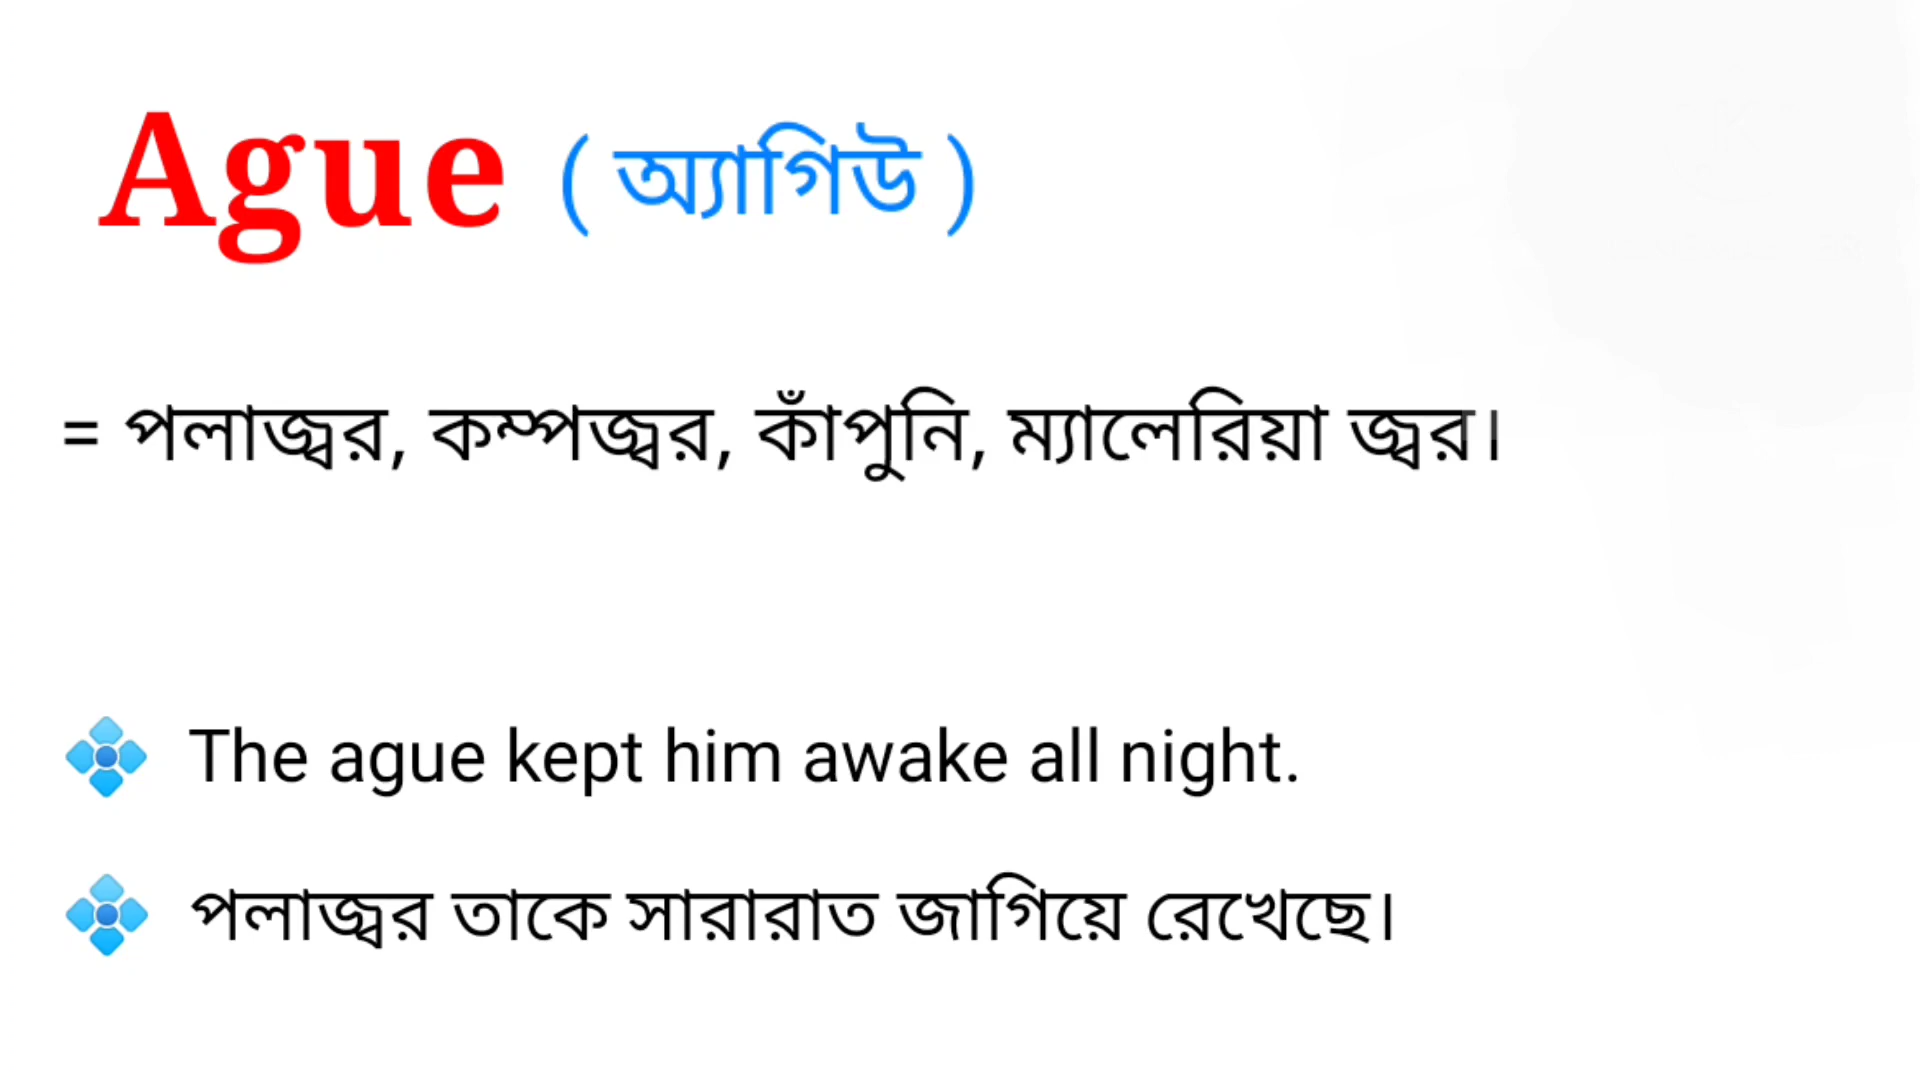 Ague ( অ্যাগিউ )
= পলাজ্বর, কম্পজ্বর, কাঁপুনি, ম্যালেরিয়া জ্বর।
The ague kept him awake all night.
পলাজ্বর তাকে সারারাত জাগিয়ে রেখেছে।